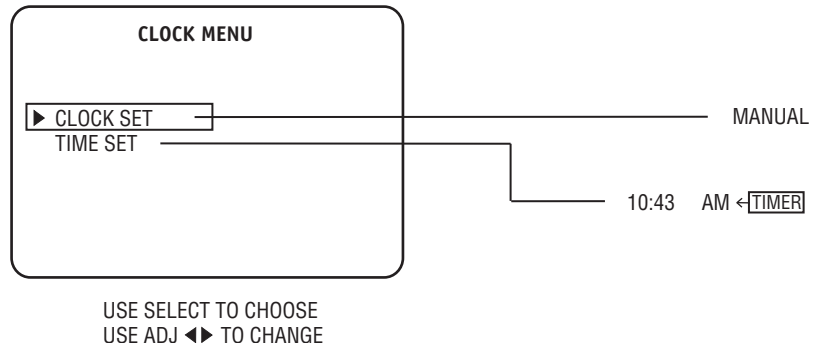 CLOCK MENU
▶ CLOCK SET
MANUAL
TIME SET
10:43 AM ←TIMER
USE SELECT TO CHOOSE
USE ADJ ◀▶ TO CHANGE